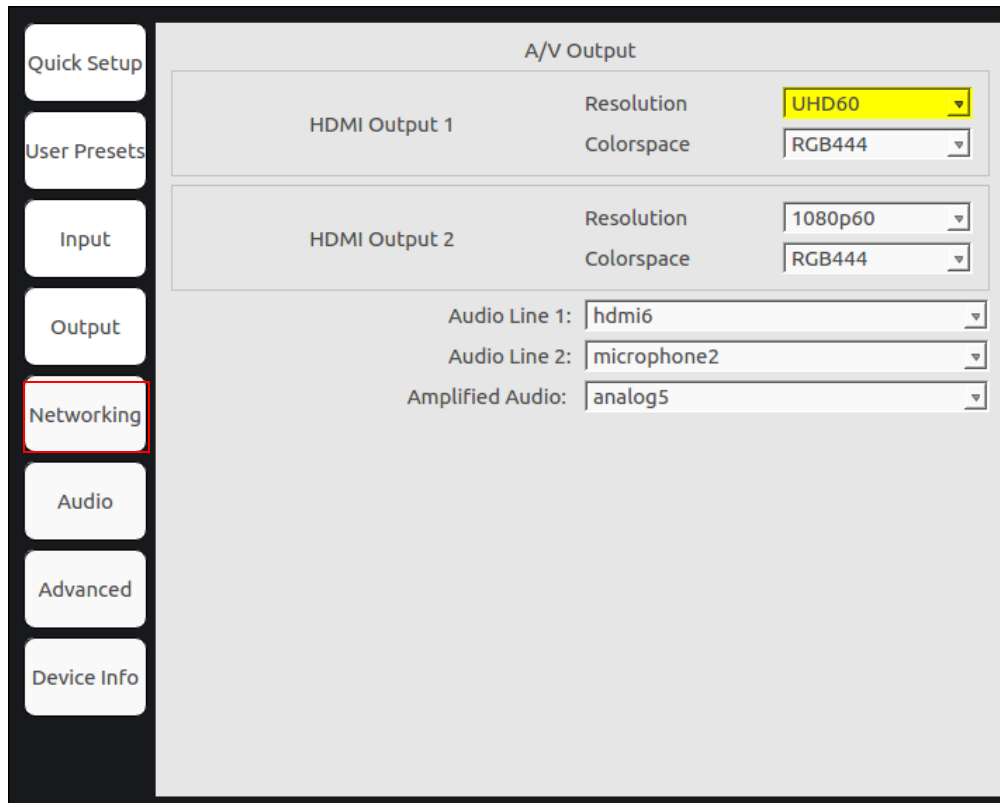 Quick Setup
User Presets
Input
Output
Networking
Audio
Advanced
Device Info
A/V Output
HDMI Output 1
Resolution UHD60
Colorspace RGB444
HDMI Output 2
Resolution 1080p60
Colorspace RGB444
Audio Line 1: hdmi6
Audio Line 2: microphone2
Amplified Audio: analog5